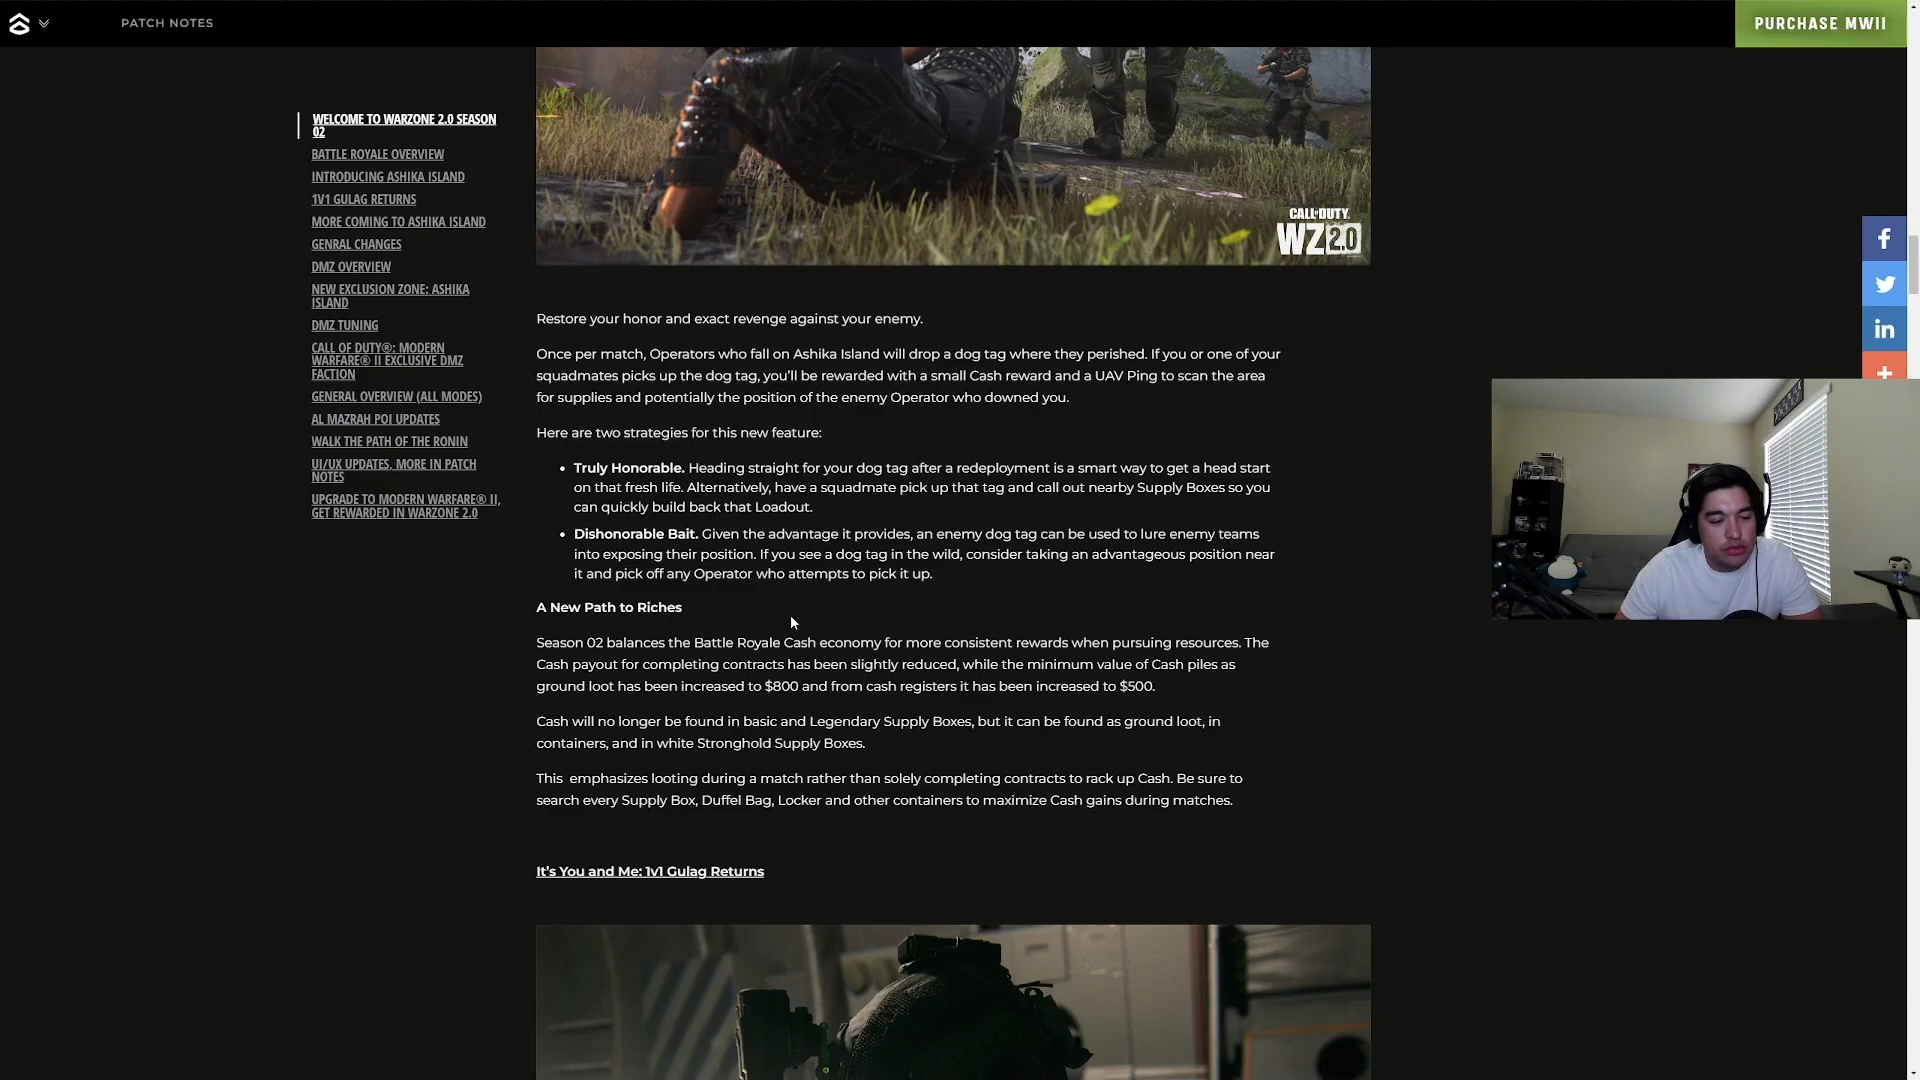 PATCH NOTES
PURCHASE MWII
WELCOME TO WARZONE 2.0 SEASON
02
BATTLE ROYALE OVERVIEW
INTRODUCING ASHIKA ISLAND
1V1 GULAG RETURNS
MORE COMING TO ASHIKA ISLAND
GENRAL CHANGES
DMZ OVERVIEW
NEW EXCLUSION ZONE: ASHIKA
ISLAND
DMZ TUNING
CALL OF DUTY®: MODERN
WARFARE® II EXCLUSIVE DMZ
FACTION
GENERAL OVERVIEW (ALL MODES)
AL MAZRAH POI UPDATES
WALK THE PATH OF THE RONIN
UI/UX UPDATES, MORE IN PATCH
NOTES
UPGRADE TO MODERN WARFARE® II,
GET REWARDED IN WARZONE 2.0
CALL OF DUTY.
WZ 2.0
Restore your honor and exact revenge against your enemy.
Once per match, Operators who fall on Ashika Island will drop a dog tag where they perished. If you or one of your
squadmates picks up the dog tag, you'll be rewarded with a small Cash reward and a UAV Ping to scan the area
for supplies and potentially the position of the enemy Operator who downed you.
Here are two strategies for this new feature:
• Truly Honorable. Heading straight for your dog tag after a redeployment is a smart way to get a head start
on that fresh life. Alternatively, have a squadmate pick up that tag and call out nearby Supply Boxes so you
can quickly build back that Loadout.
• Dishonorable Bait. Given the advantage it provides, an enemy dog tag can be used to lure enemy teams
into exposing their position. If you see a dog tag in the wild, consider taking an advantageous position near
it and pick off any Operator who attempts to pick it up.
A New Path to Riches
Season 02 balances the Battle Royale Cash economy for more consistent rewards when pursuing resources. The
Cash payout for completing contracts has been slightly reduced, while the minimum value of Cash piles as
ground loot has been increased to $800 and from cash registers it has been increased to $500.
Cash will no longer be found in basic and Legendary Supply Boxes, but it can be found as ground loot, in
containers, and in white Stronghold Supply Boxes.
This  emphasizes looting during a match rather than solely completing contracts to rack up Cash. Be sure to
search every Supply Box, Duffel Bag, Locker and other containers to maximize Cash gains during matches.
It's You and Me: 1v1 Gulag Returns